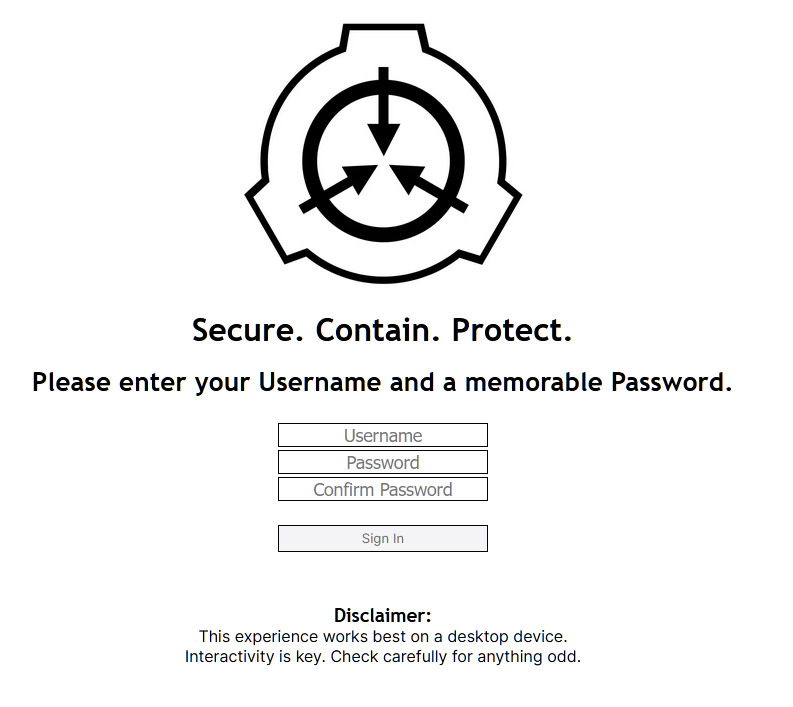 Secure. Contain. Protect.
Please enter your Username and a memorable Password.
Username
Password
Confirm Password
Sign In
Disclaimer:
This experience works best on a desktop device.
Interactivity is key. Check carefully for anything odd.